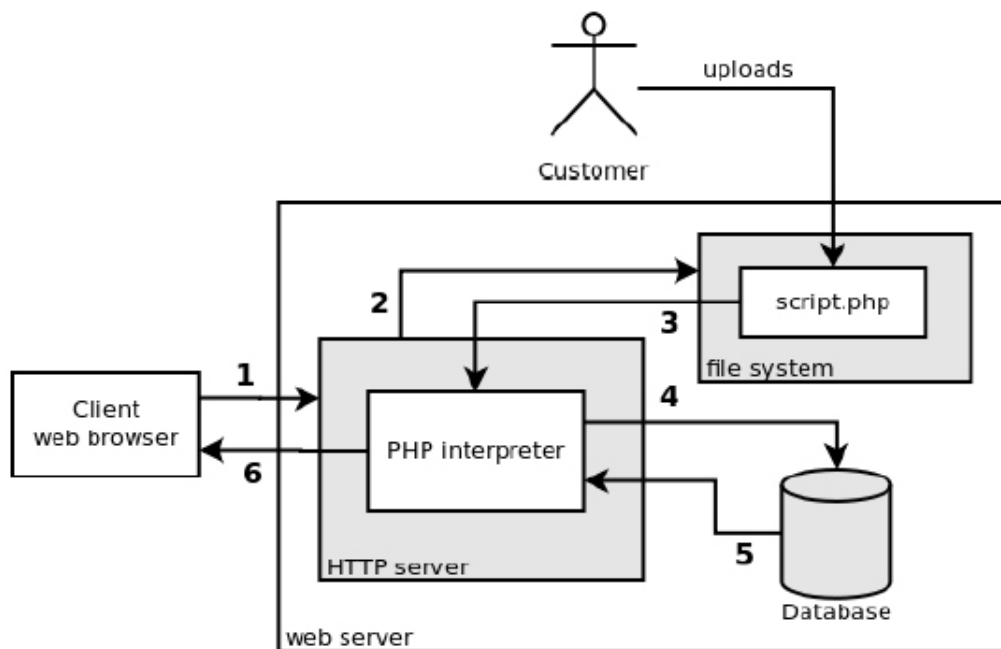 uploads
Customer
2
script.php
3
file system
1
Client
web browser
4
PHP interpreter
6
5
HTTP server
Database
web server